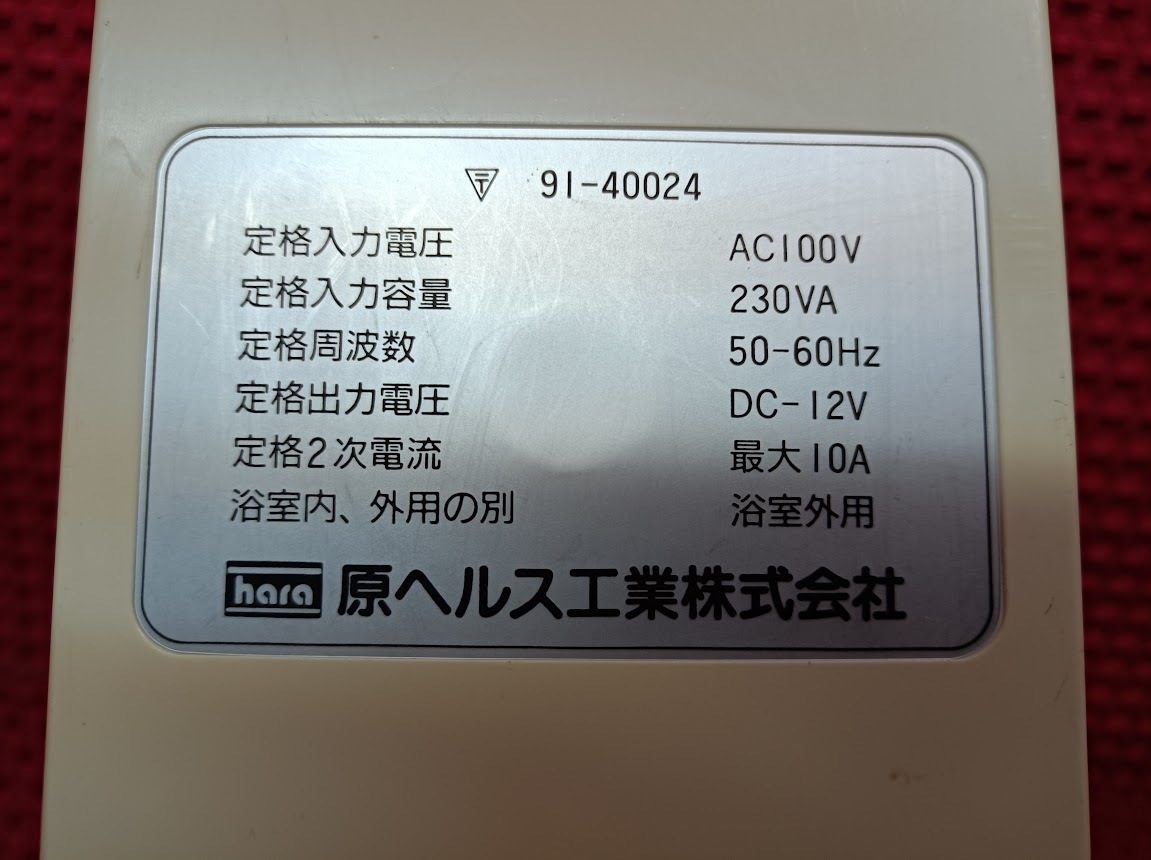 〒 91-40024
定格入力電圧 AC100V
定格入力容量 230VA
定格周波数 50-60Hz
定格出力電圧 DC-12V
定格2次電流 最大10A
浴室内、外用の別 浴室外用
hara 原ヘルス工業株式会社